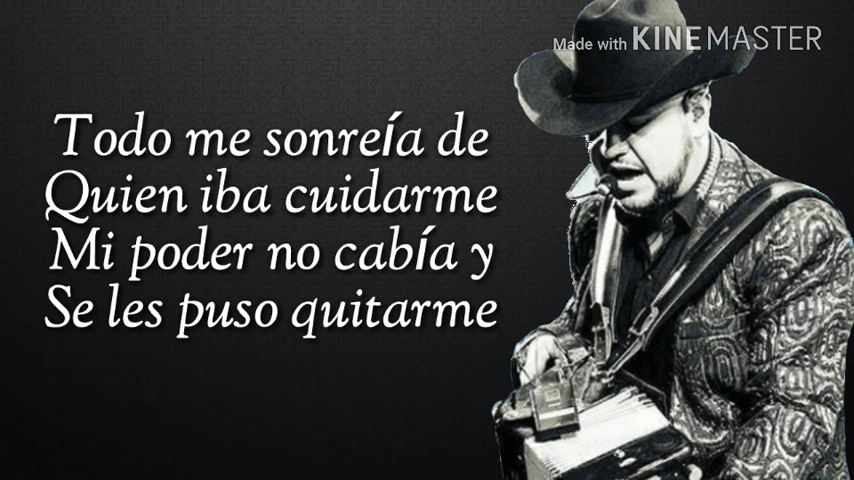 Made with KINEMASTER
Todo me sonreía de
Quien iba cuidarme
Mi poder no cabía y
Se les puso quitarme